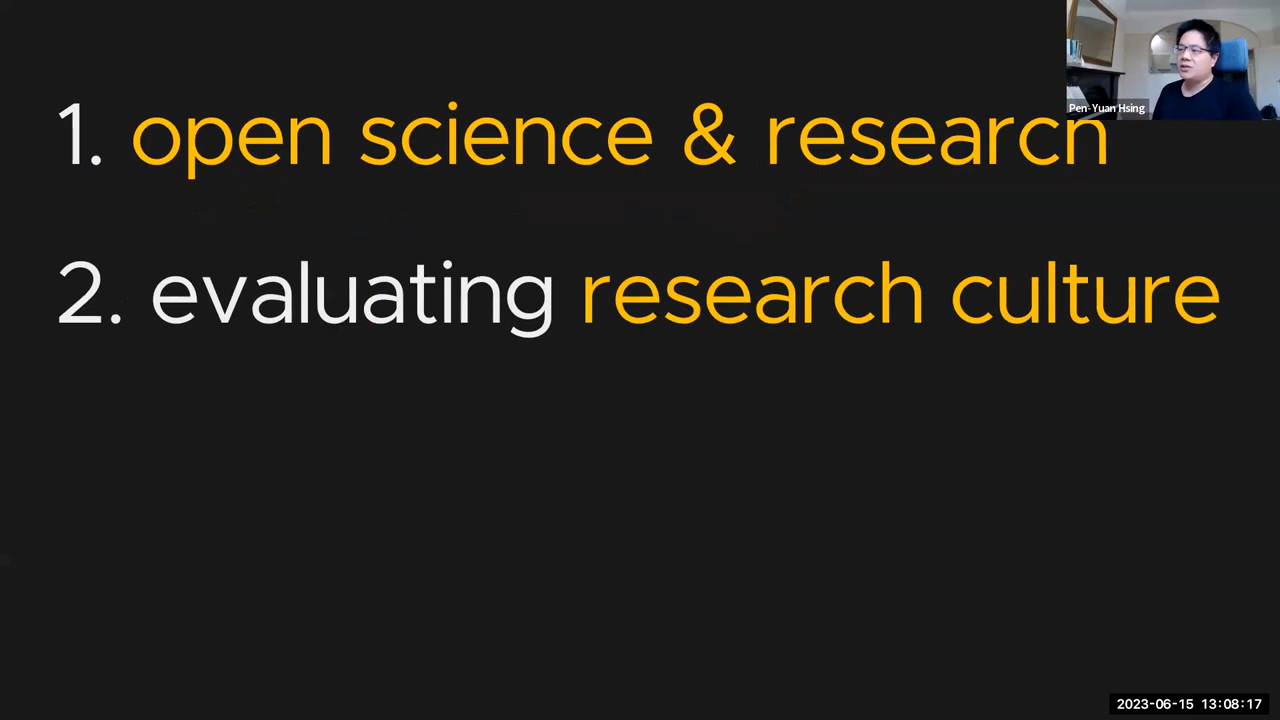 1. open science & research
Pen-Yuan Hsing
2. evaluating research culture
2023-06-15 13:08:17